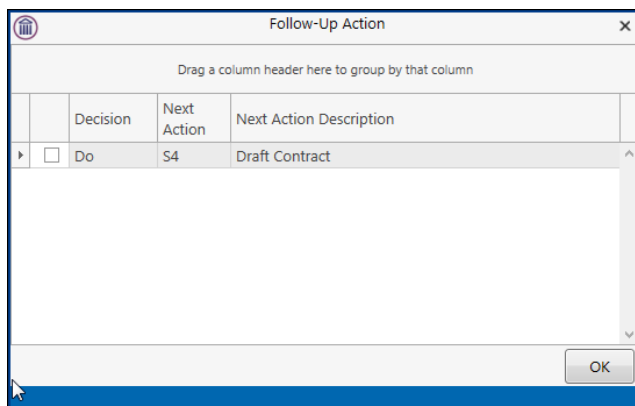 Follow-Up Action
Drag a column header here to group by that column
Decision Next Action Next Action Description
Do S4 Draft Contract
OK